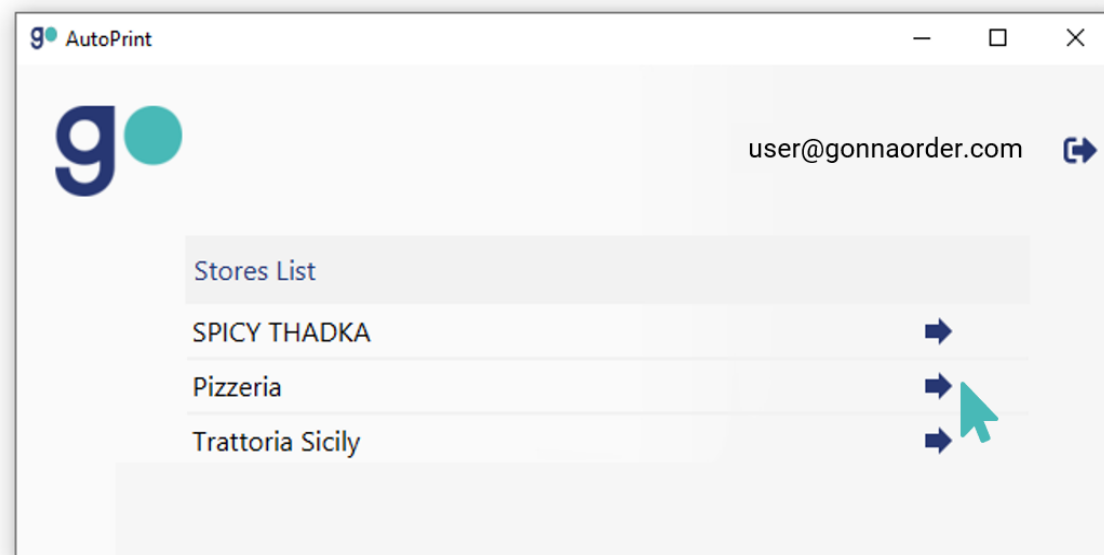 go AutoPrint
go
user@gonnaorder.com
Stores List
SPICY THADKA
Pizzeria
Trattoria Sicily